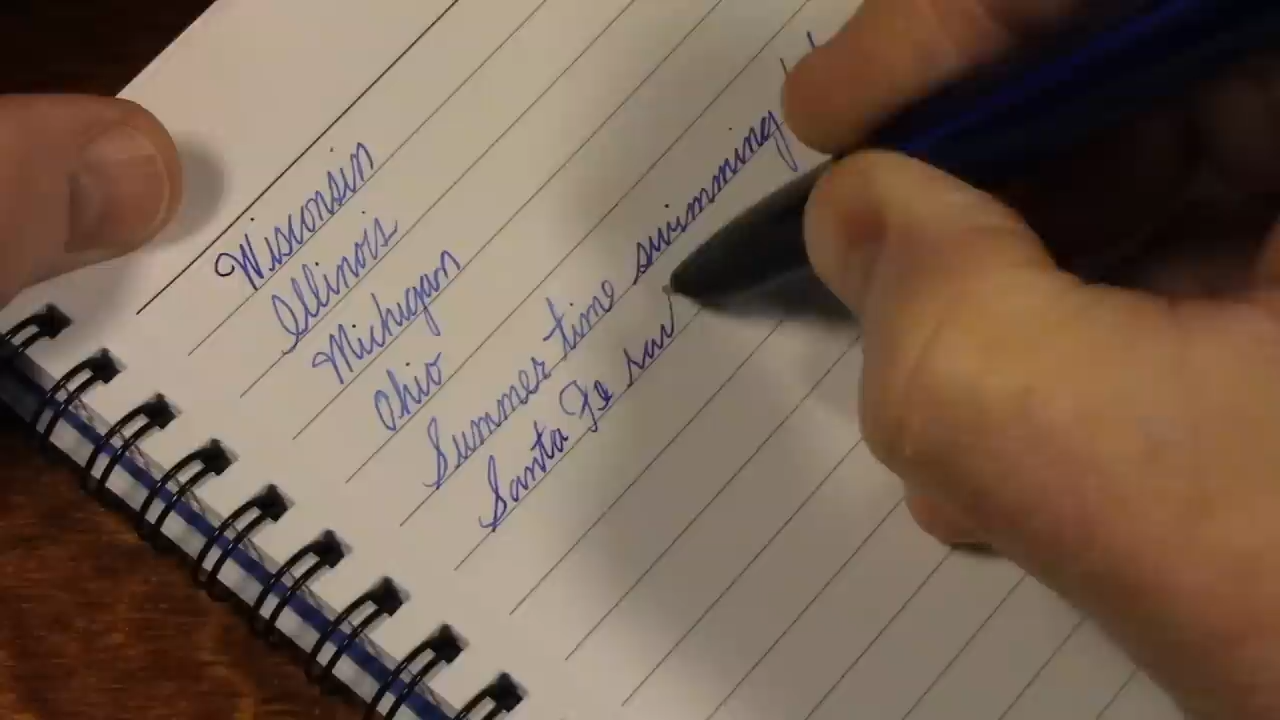 Wisconsin
Illinois
Michigan
Ohio
Summer time swimming
Santa Fe